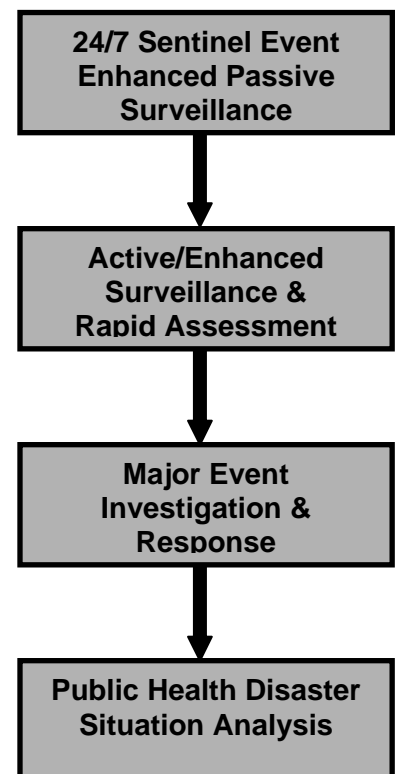 24/7 Sentinel Event
Enhanced Passive
Surveillance
Active/Enhanced
Surveillance &
Rapid Assessment
Major Event
Investigation &
Response
Public Health Disaster
Situation Analysis